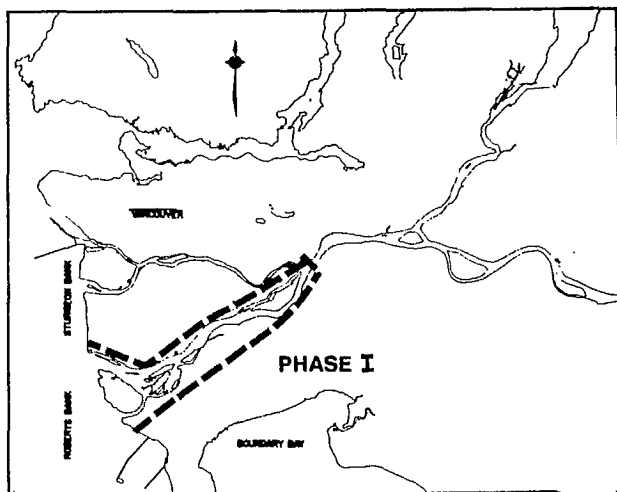 VANCOUVER
STURGEON BANK
PHASE I
ROBERTS BANK
BOUNDARY BAY